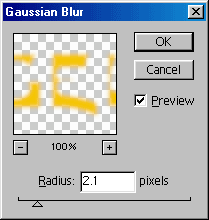 Gaussian Blur
OK
Cancel
Preview
100%
Radius: 2.1 pixels